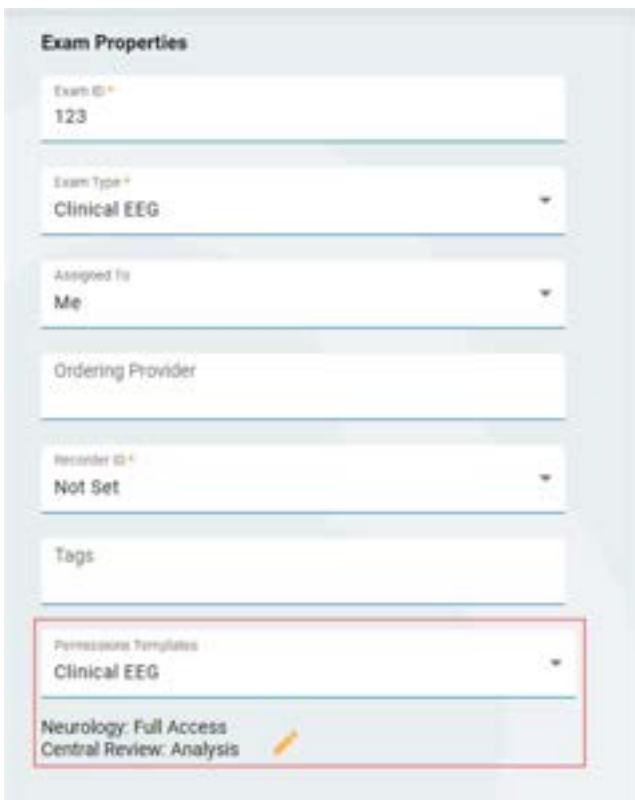 Exam Properties
Exam ID *
123
Exam Type *
Clinical EEG
Assigned To
Me
Ordering Provider
Recorder ID *
Not Set
Tags
Permissions Templates
Clinical EEG
Neurology: Full Access
Central Review: Analysis